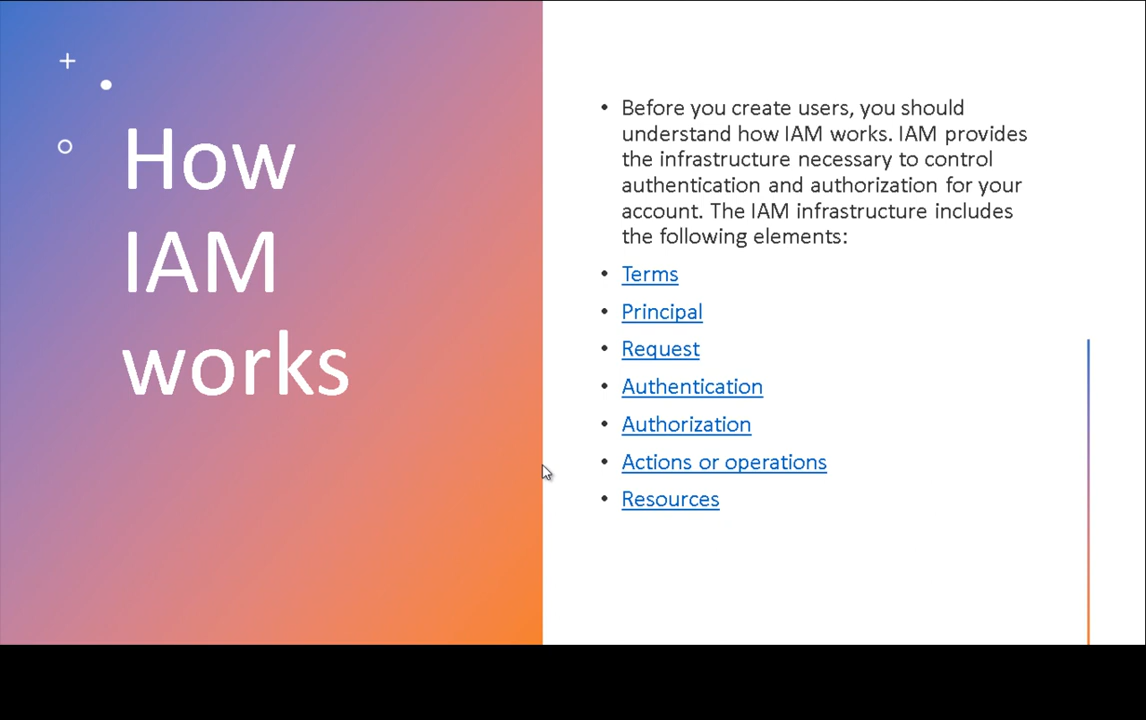 How
IAM
works
• Before you create users, you should
understand how IAM works. IAM provides
the infrastructure necessary to control
authentication and authorization for your
account. The IAM infrastructure includes
the following elements:
• Terms
• Principal
• Request
• Authentication
• Authorization
• Actions or operations
• Resources